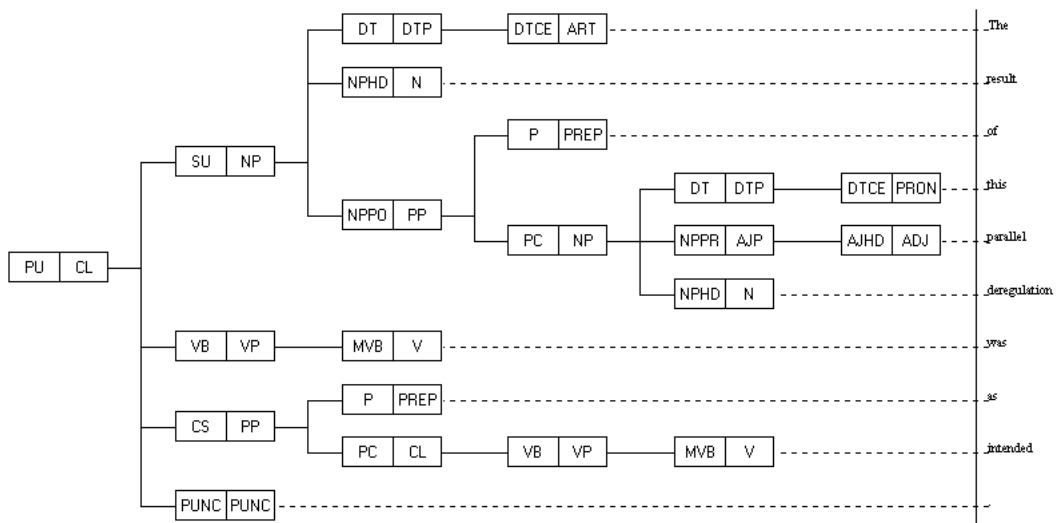 DT DTP DTCE ART The
NPHD N result
P PREP of
SU NP
DT DTP DTCE PRON this
NPPO PP
PC NP NPPR AJP AJHD ADJ parallel
PU CL
NPHD N deregulation
VB VP MVB V was
P PREP as
CS PP
PC CL VB VP MVB V intended
PUNC PUNC .